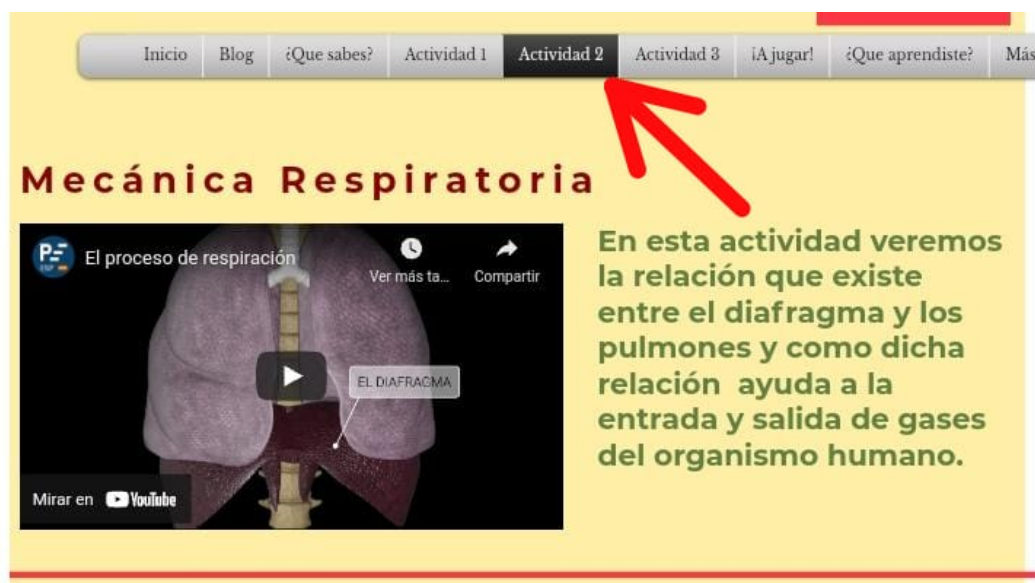 Inicio Blog ¿Que sabes? Actividad 1 Actividad 2 Actividad 3 ¡A jugar! ¿Que aprendiste? Más
Mecánica Respiratoria
P ESP El proceso de respiración
Ver más ta... Compartir
EL DIAFRAGMA
Mirar en YouTube
En esta actividad veremos
la relación que existe
entre el diafragma y los
pulmones y como dicha
relación ayuda a la
entrada y salida de gases
del organismo humano.